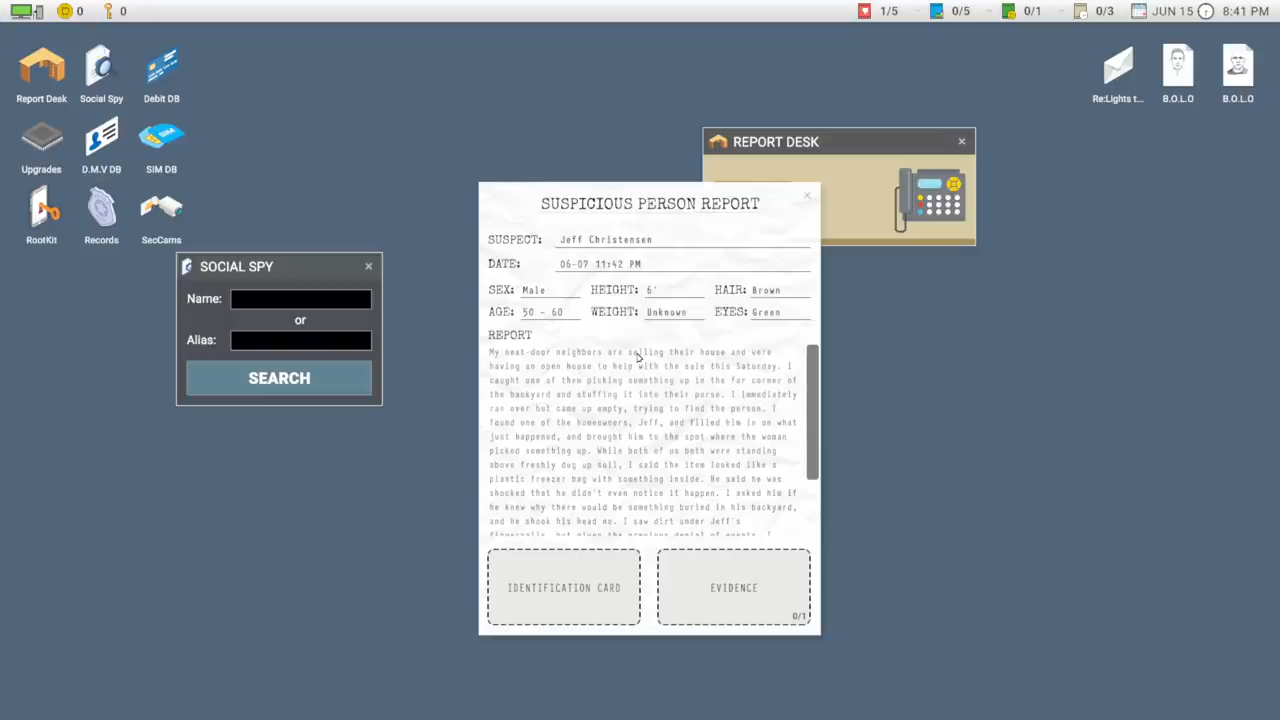 0
0
1/5
0/5
0/1
0/3
JUN 15
8:41 PM
Report Desk
Social Spy
Debit DB
Re:Lights t...
B.O.L.O
B.O.L.O
Upgrades
D.M.V DB
SIM DB
RootKit
Records
SecCams
REPORT DESK
SOCIAL SPY
Name:
or
Alias:
SEARCH
SUSPICIOUS PERSON REPORT
SUSPECT: Jeff Christensen
DATE: 06-07 11:42 PM
SEX: Male HEIGHT: 6' HAIR: Brown
AGE: 50 - 60 WEIGHT: Unknown EYES: Green
REPORT
My next-door neighbors are selling their house and were
having an open house to help with the sale this Saturday. I
caught one of them picking something up in the far corner of
the backyard and stuffing it into their purse. I immediately
ran over but came up empty, trying to find the person. I
found one of the homeowners, Jeff, and filled him in on what
just happened, and brought him to the spot where the woman
picked something up. While both of us both were standing
above freshly dug up soil, I said the item looked like a
plastic freezer bag with something inside. He said he was
shocked that he didn't even notice it happen. I asked him if
he knew why there would be something buried in his backyard,
and he shook his head no. I saw dirt under Jeff's
fingernails, but given the previous denial of events, I
IDENTIFICATION CARD
EVIDENCE
0/1